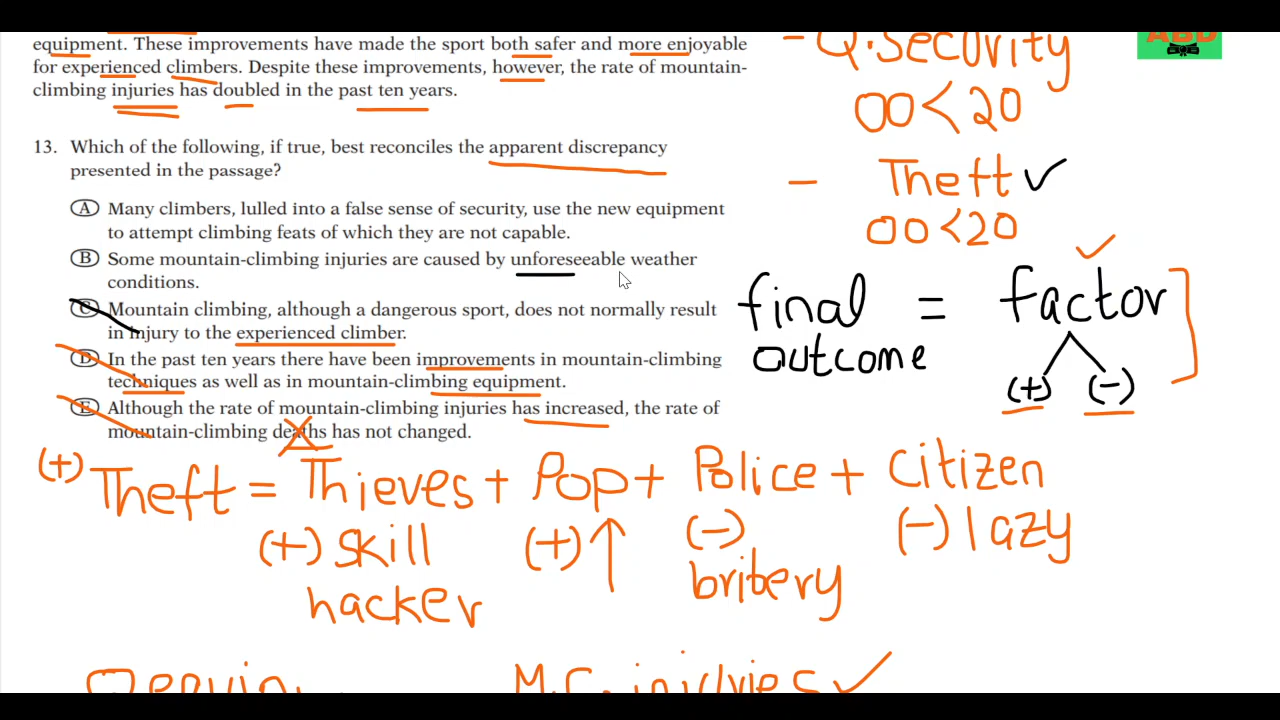 equipment. These improvements have made the sport both safer and more enjoyable
for experienced climbers. Despite these improvements, however, the rate of mountain-
climbing injuries has doubled in the past ten years.
13. Which of the following, if true, best reconciles the apparent discrepancy
presented in the passage?
A Many climbers, lulled into a false sense of security, use the new equipment
to attempt climbing feats of which they are not capable.
B Some mountain-climbing injuries are caused by unforeseeable weather
conditions.
C Mountain climbing, although a dangerous sport, does not normally result
in injury to the experienced climber.
D In the past ten years there have been improvements in mountain-climbing
techniques as well as in mountain-climbing equipment.
E Although the rate of mountain-climbing injuries has increased, the rate of
mountain-climbing deaths has not changed.
- Q.Security
00 < 20
- Theft
00 < 20
final = factor
outcome
(+) (-)
(+) Theft = Thieves + Pop + Police + Citizen
(+) skill (+) (-) (-) lazy
hacker bribery
M.C. injuries